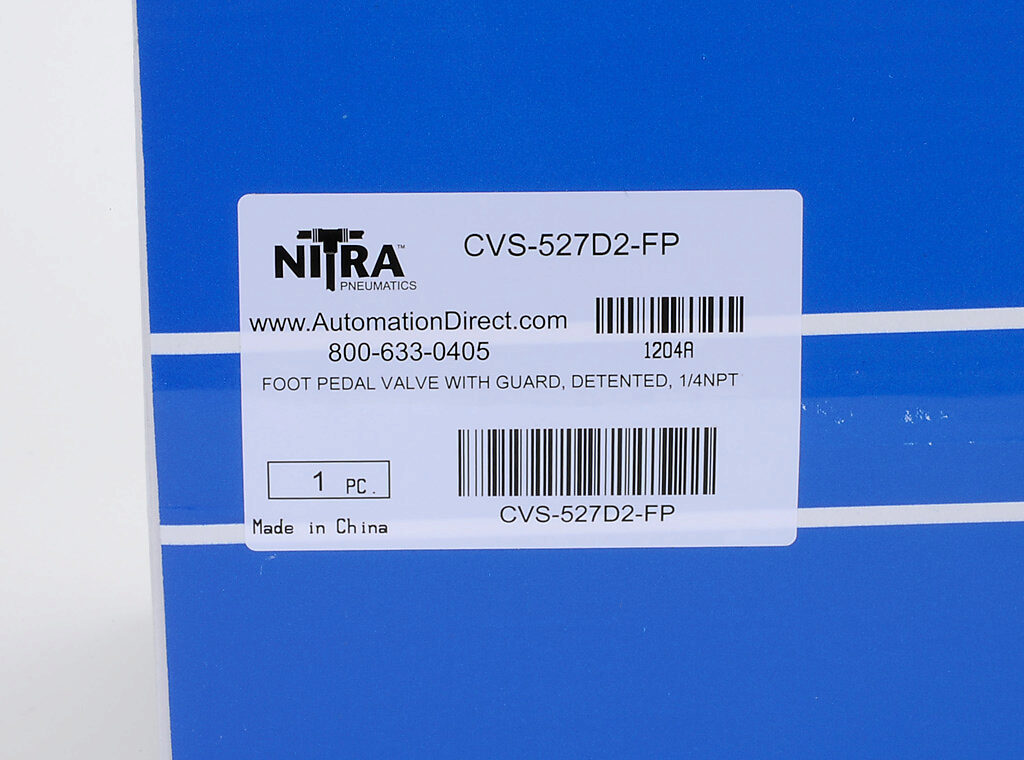 NITRA™
PNEUMATICS
CVS-527D2-FP
www.AutomationDirect.com
800-633-0405
1204A
FOOT PEDAL VALVE WITH GUARD, DETENTED, 1/4NPT
1 PC.
CVS-527D2-FP
Made in China